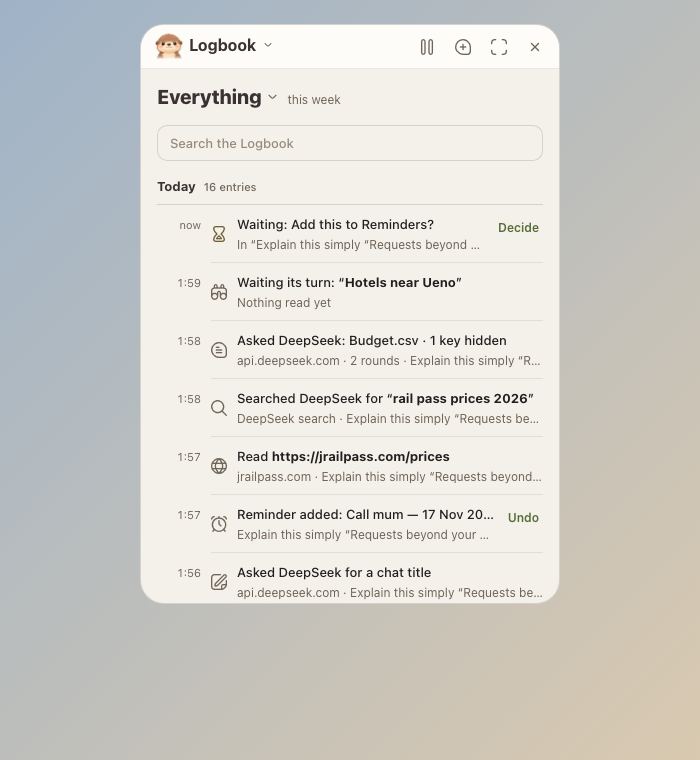 Logbook
Everything this week
Search the Logbook
Today 16 entries
now Waiting: Add this to Reminders? Decide
In “Explain this simply “Requests beyond …
1:59 Waiting its turn: “Hotels near Ueno”
Nothing read yet
1:58 Asked DeepSeek: Budget.csv · 1 key hidden
api.deepseek.com · 2 rounds · Explain this simply “R…
1:58 Searched DeepSeek for “rail pass prices 2026”
DeepSeek search · Explain this simply “Requests be…
1:57 Read https://jrailpass.com/prices
jrailpass.com · Explain this simply “Requests beyond…
1:57 Reminder added: Call mum — 17 Nov 20… Undo
Explain this simply “Requests beyond your …
1:56 Asked DeepSeek for a chat title
api.deepseek.com · Explain this simply “Requests be…